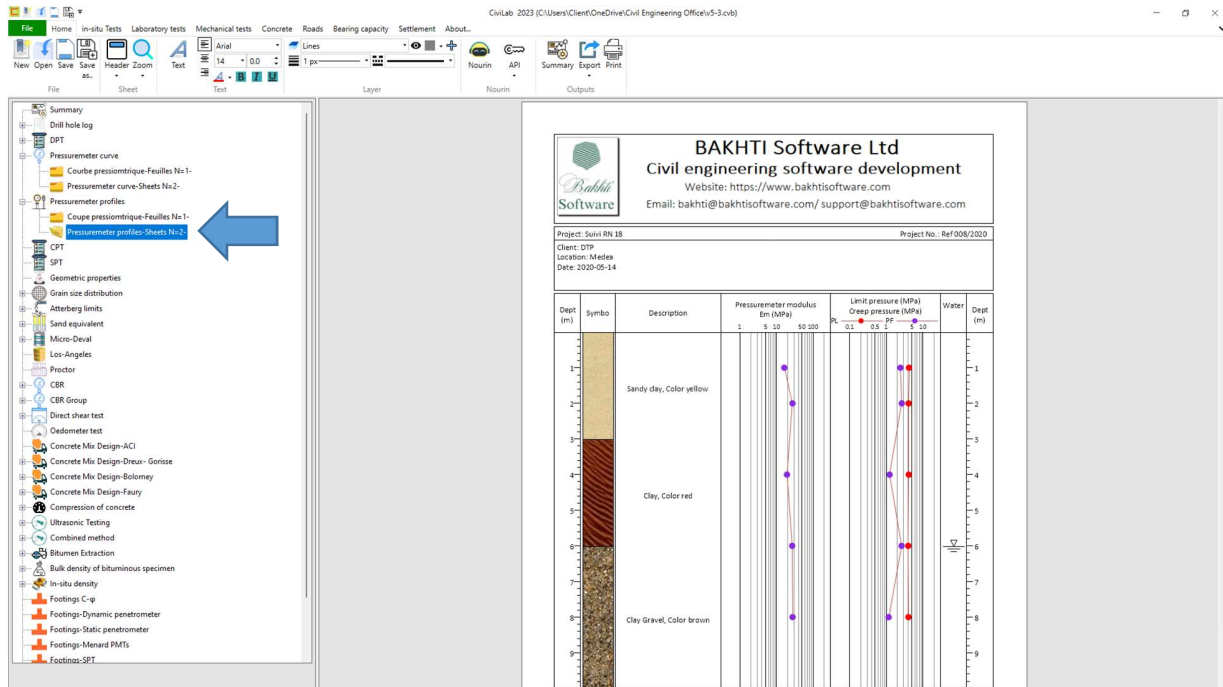 CiviLab 2023 (C:\Users\Client\OneDrive\Civil Engineering Office\v5-3.cvb)
File Home in-situ Tests Laboratory tests Mechanical tests Concrete Roads Bearing capacity Settlement About...
New Open Save Save as.. Header Zoom Text Arial 14 0.0 B I U Lines 1 px Nourin API Summary Export Print
File Sheet Text Layer Nourin Outputs
Summary
Drill hole log
DPT
Pressuremeter curve
Courbe pressiomtrique-Feuilles N=1-
Pressuremeter curve-Sheets N=2-
Pressuremeter profiles
Coupe pressiomtrique-Feuilles N=1-
Pressuremeter profiles-Sheets N=2-
CPT
SPT
Geometric properties
Grain size distribution
Atterberg limits
Sand equivalent
Micro-Deval
Los-Angeles
Proctor
CBR
CBR Group
Direct shear test
Oedometer test
Concrete Mix Design-ACI
Concrete Mix Design-Dreux- Gorisse
Concrete Mix Design-Bolomey
Concrete Mix Design-Faury
Compression of concrete
Ultrasonic Testing
Combined method
Bitumen Extraction
Bulk density of bituminous specimen
In-situ density
Footings C-φ
Footings-Dynamic penetrometer
Footings-Static penetrometer
Footings-Menard PMTs
Footings-SPT
Bakhti
Software
BAKHTI Software Ltd
Civil engineering software development
Website: https://www.bakhtisoftware.com
Email: bakhti@bakhtisoftware.com/ support@bakhtisoftware.com
Project: Suivi RN 18 Project No.: Ref 008/2020
Client: DTP
Location: Medea
Date: 2020-05-14
Dept (m) Symbo Description Pressuremeter modulus Em (MPa) Limit pressure (MPa) Creep pressure (MPa) Water Dept (m)
PL PF
1 5 10 50 100 0.1 0.5 1 5 10
1 1
Sandy clay, Color yellow
2 2
3 3
4 4
Clay, Color red
5 5
6 6
7 7
8 Clay Gravel, Color brown 8
9 9